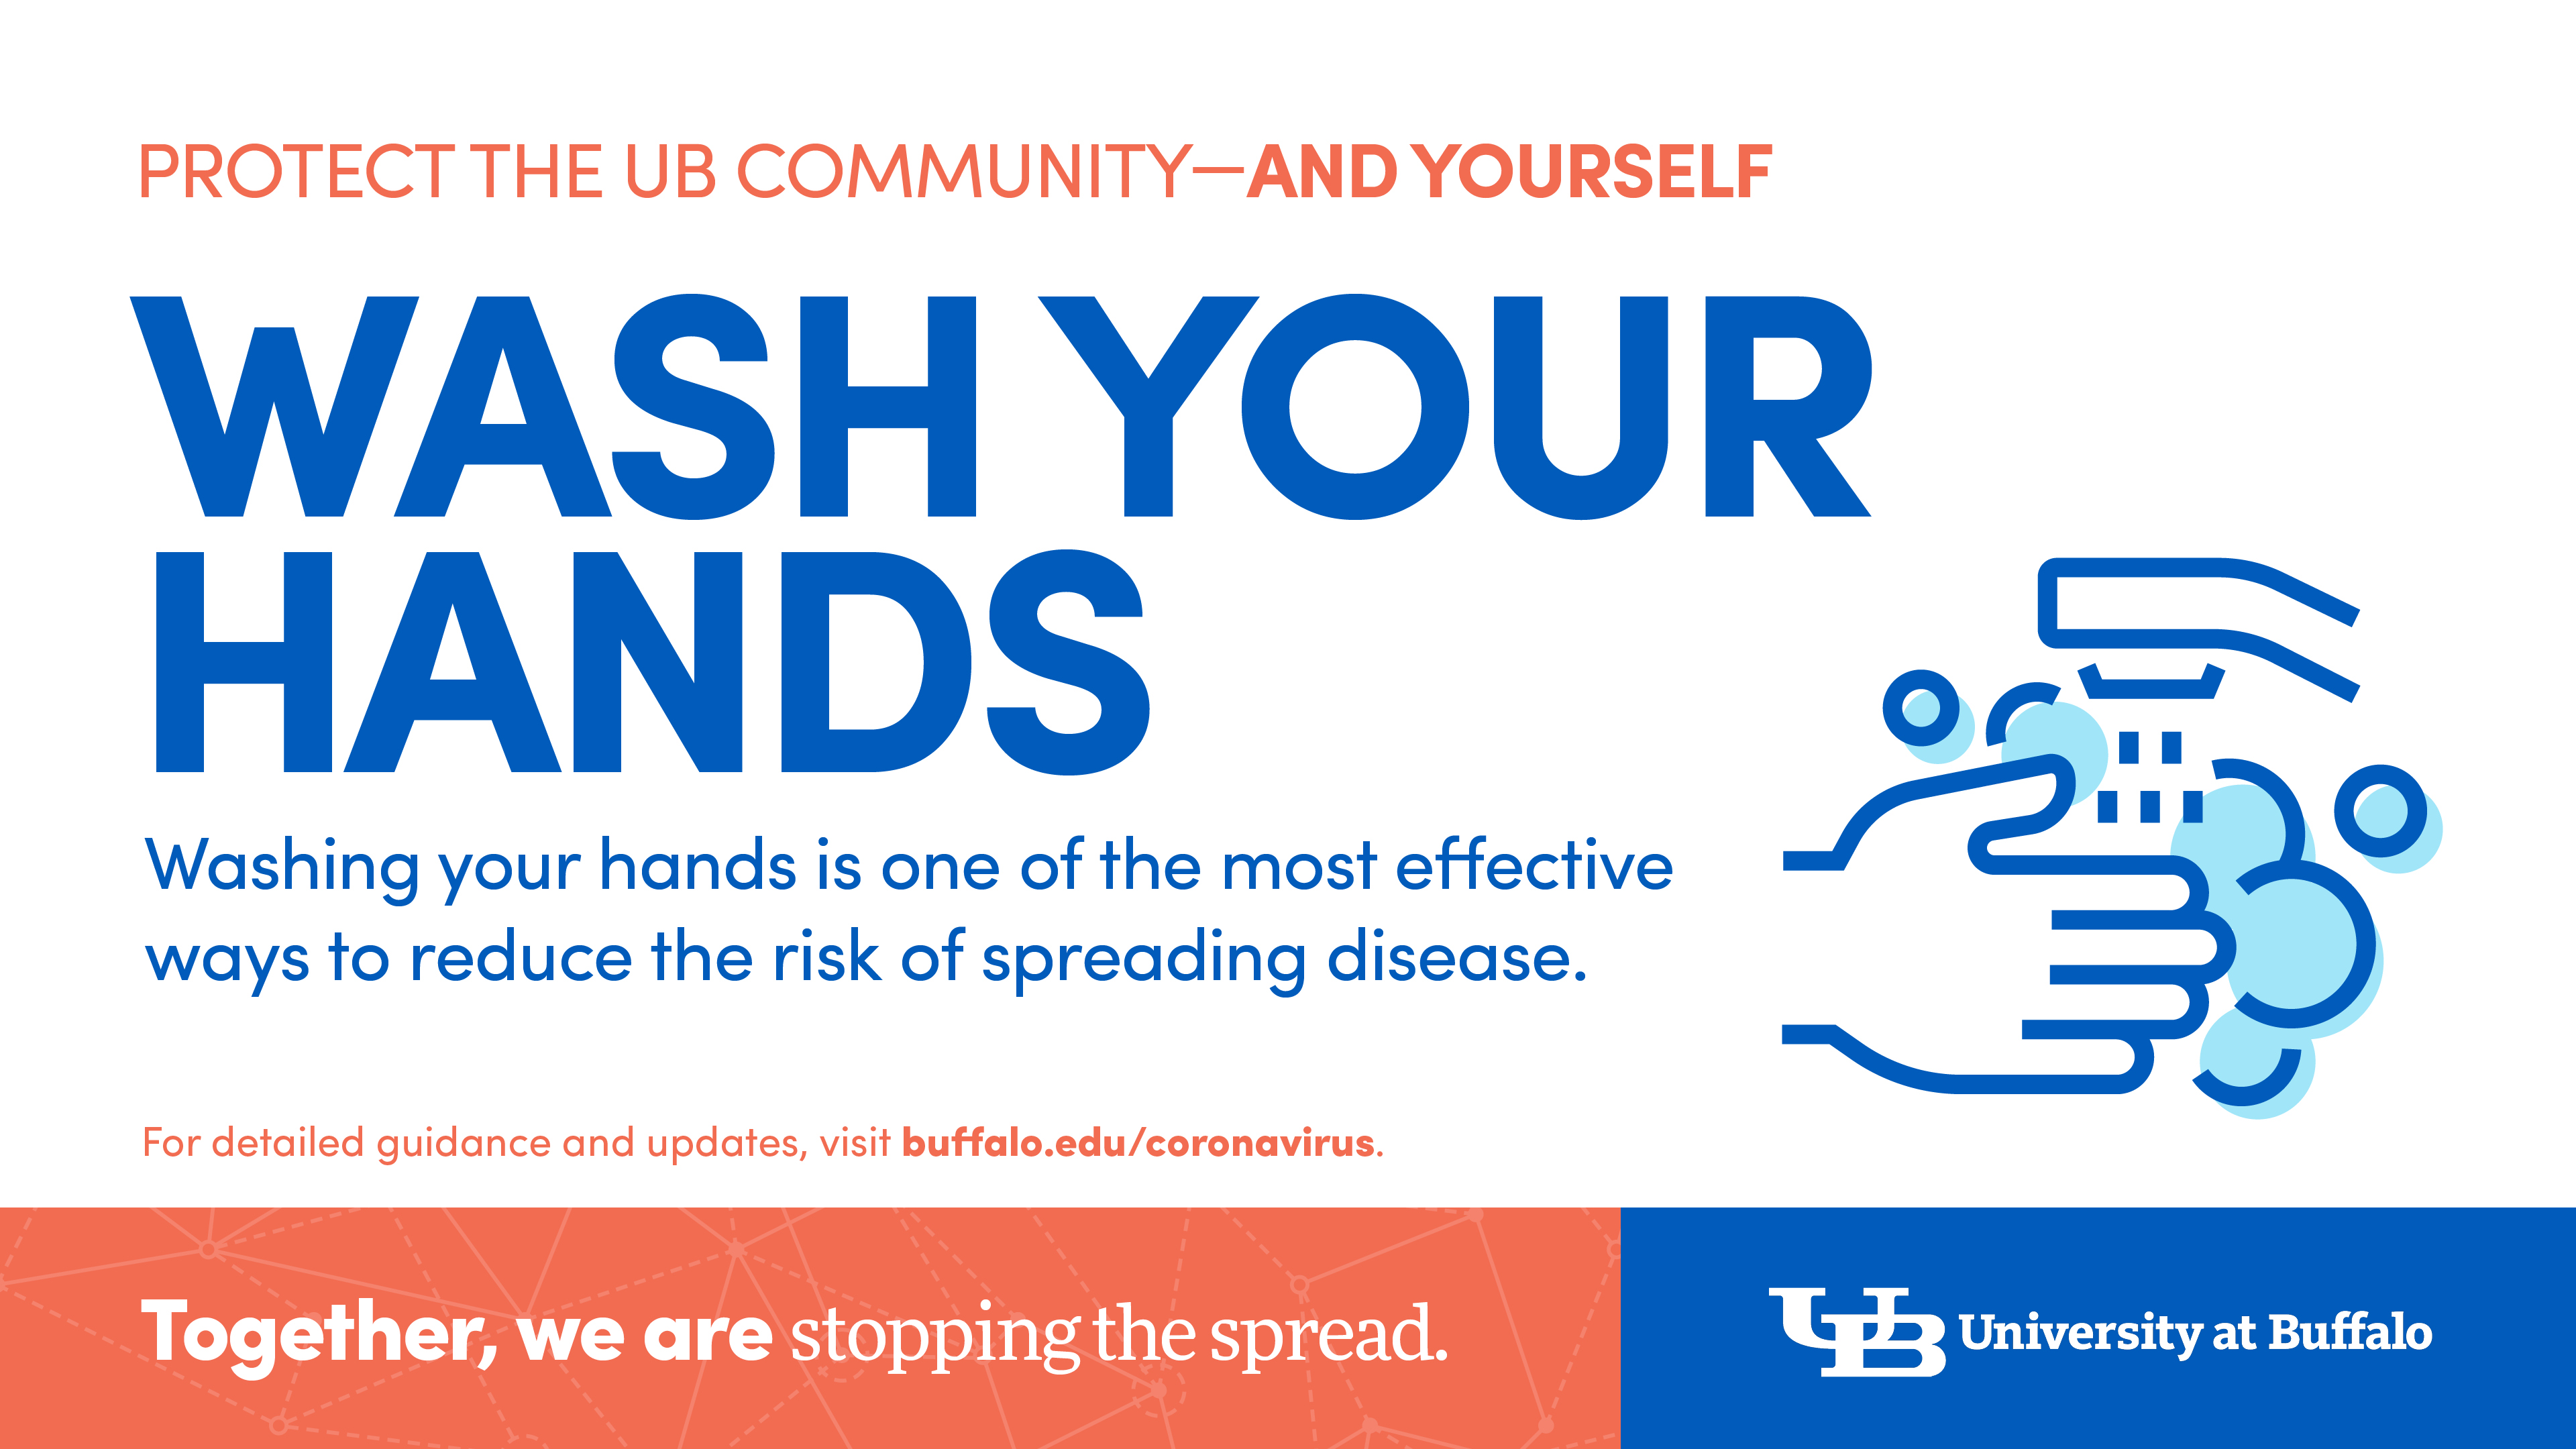 PROTECT THE UB COMMUNITY—AND YOURSELF
WASH YOUR
HANDS
Washing your hands is one of the most effective
ways to reduce the risk of spreading disease.
For detailed guidance and updates, visit buffalo.edu/coronavirus.
Together, we are stopping the spread.
UB University at Buffalo